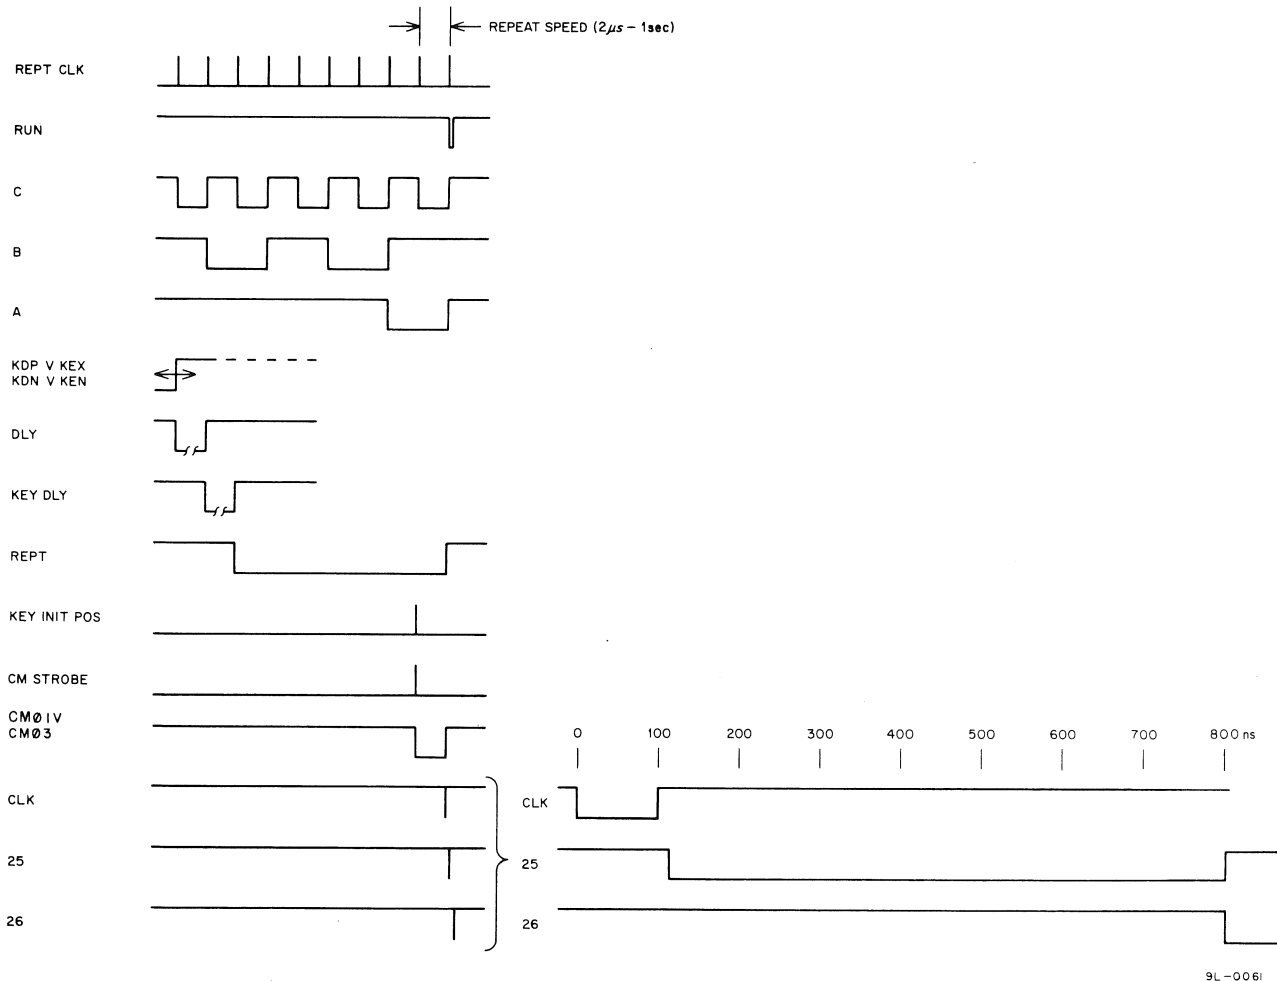 REPEAT SPEED (2μs – 1sec)
REPT CLK
RUN
C
B
A
KDP V KEX
KDN V KEN
DLY
KEY DLY
REPT
KEY INIT POS
CM STROBE
CMØ1V
CMØ3
0 100 200 300 400 500 600 700 800 ns
CLK
CLK
25
25
26
26
9L-0061